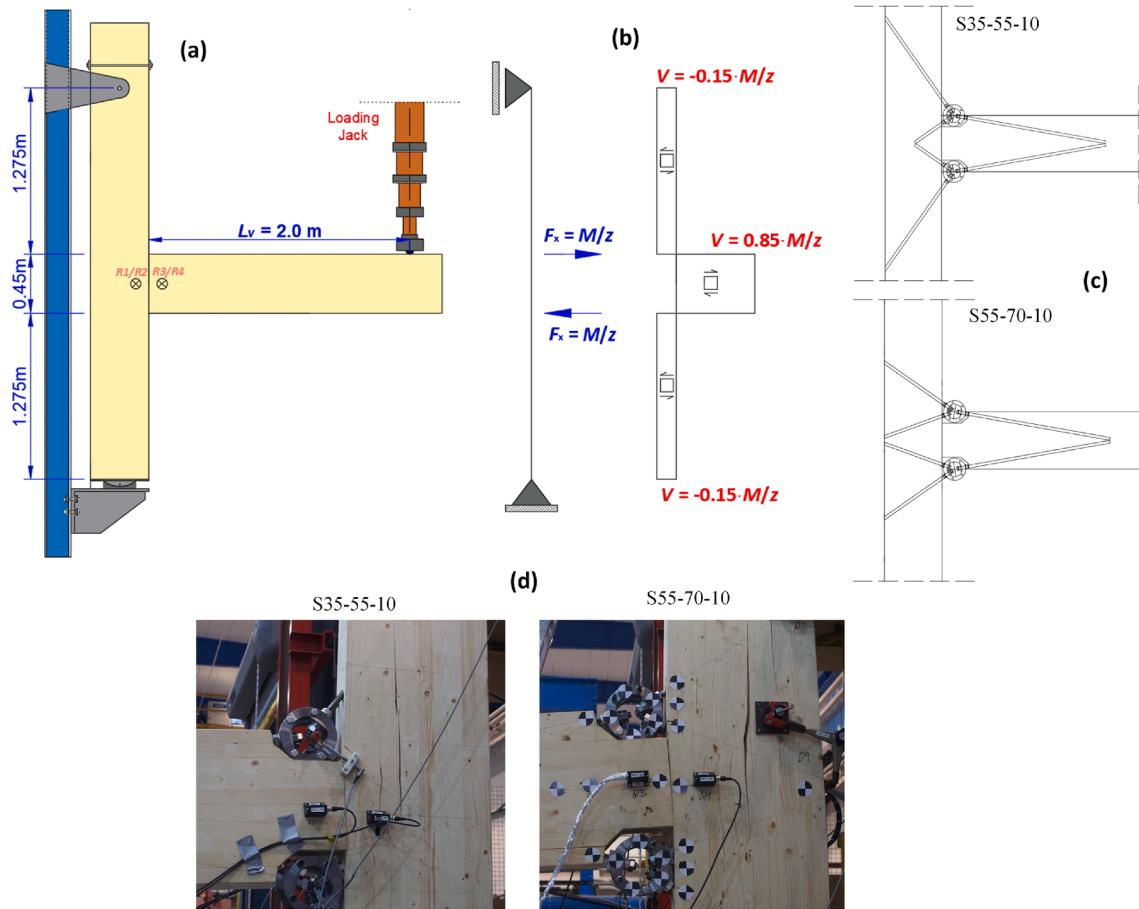 (a)
(b)
S35-55-10
V = -0.15·M/z
Loading
Jack
1.275m
Lv = 2.0 m
Fx = M/z
V = 0.85·M/z
R1/R2
R3/R4
0.45m
(c)
S55-70-10
Fx = M/z
1.275m
V = -0.15·M/z
(d)
S35-55-10
S55-70-10